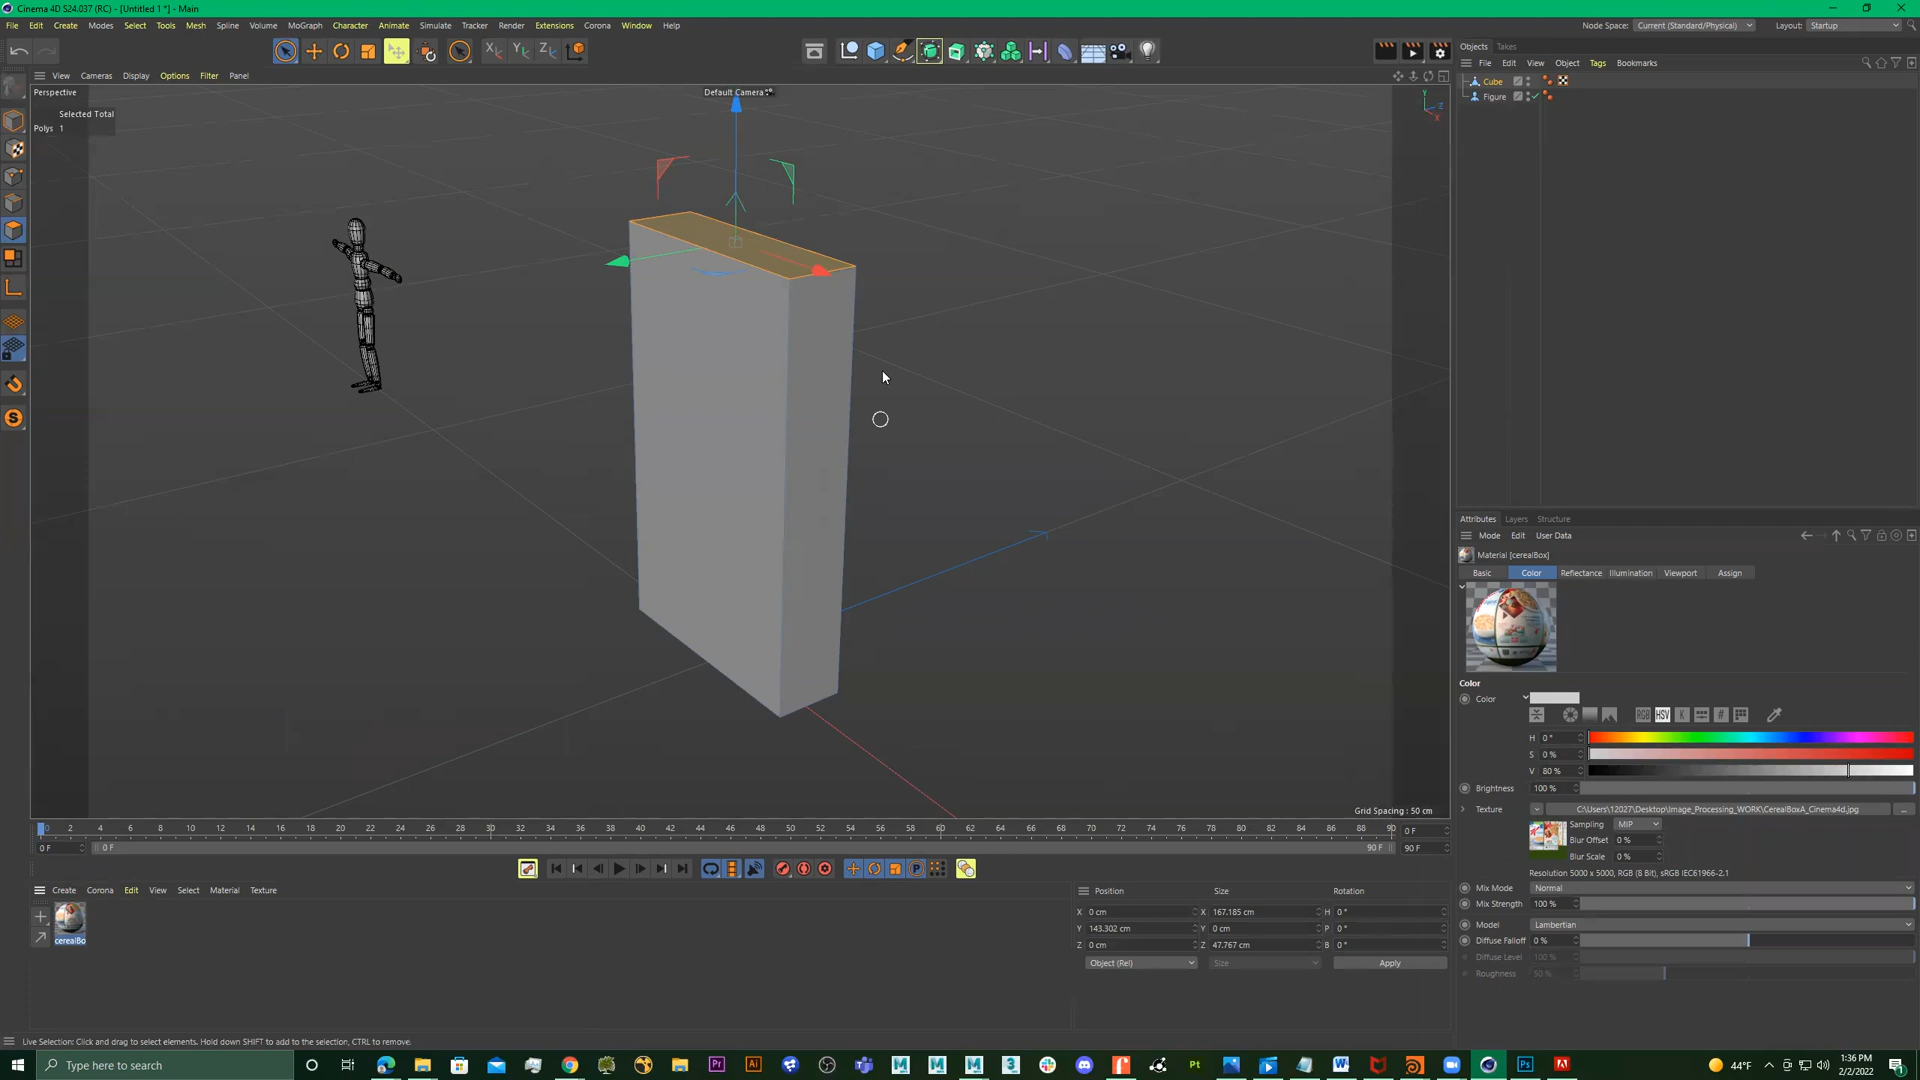 Cinema 4D S24.037 (RC) - [Untitled 1 *] - Main
File Edit Create Modes Select Tools Mesh Spline Volume MoGraph Character Animate Simulate Tracker Render Extensions Corona Window Help
Node Space: Current (Standard/Physical) Layout: Startup
Objects Takes
File Edit View Object Tags Bookmarks
Cube
Figure
View Cameras Display Options Filter Panel
Perspective
Default Camera
Selected Total
Polys 1
Y
Z
X
Grid Spacing : 50 cm
Attributes Layers Structure
Mode Edit User Data
Material [cerealBox]
Basic Color Reflectance Illumination Viewport Assign
Color
Color
RGB HSV K #
H 0 °
S 0 %
V 80 %
Brightness 100 %
Texture C:\Users\12027\Desktop\Image_Processing_WORK\CerealBoxA_Cinema4d.jpg ...
Sampling MIP
Blur Offset 0 %
Blur Scale 0 %
Resolution 5000 x 5000, RGB (8 Bit), sRGB IEC61966-2.1
Mix Mode Normal
Mix Strength 100 %
Model Lambertian
Diffuse Falloff 0 %
Diffuse Level 100 %
Roughness 50 %
0 2 4 6 8 10 12 14 16 18 20 22 24 26 28 30 32 34 36 38 40 42 44 46 48 50 52 54 56 58 60 62 64 66 68 70 72 74 76 78 80 82 84 86 88 90 0 F
0 F 0 F 90 F 90 F
Create Corona Edit View Select Material Texture
cerealBo
Position Size Rotation
X 0 cm X 167.185 cm H 0 °
Y 143.302 cm Y 0 cm P 0 °
Z 0 cm Z 47.767 cm B 0 °
Object (Rel) Size Apply
Live Selection: Click and drag to select elements. Hold down SHIFT to add to the selection, CTRL to remove.
Type here to search
44°F
1:36 PM
2/2/2022